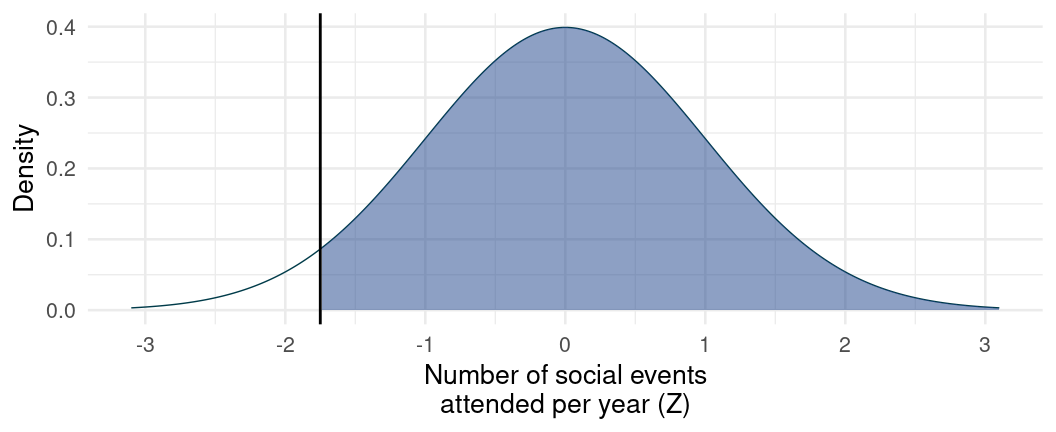 0.4
0.3
0.2
0.1
0.0
Density
-3 -2 -1 0 1 2 3
Number of social events
attended per year (Z)